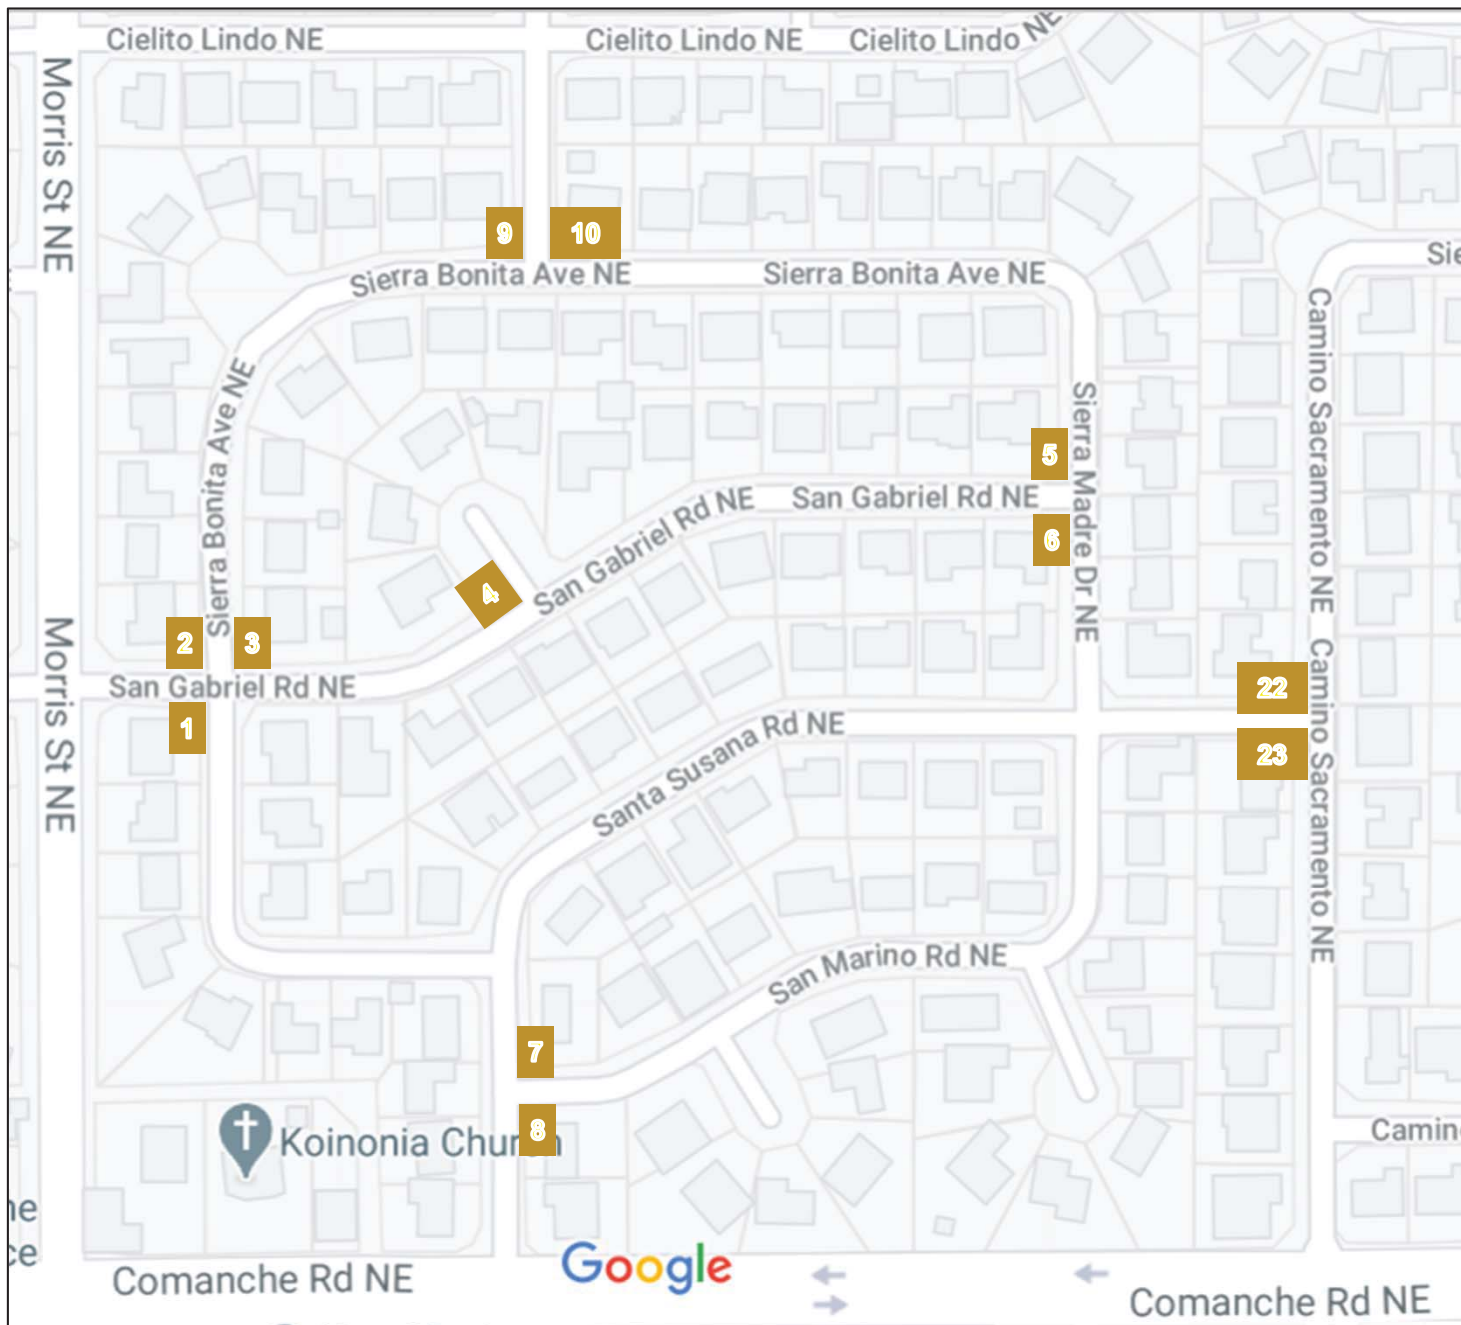 Cielito Lindo NE
Cielito Lindo NE
Cielito Lindo NE
Morris St NE
9
10
Sierra Bonita Ave NE
Sierra Bonita Ave NE
Sie
Camino Sacramento NE
Sierra Bonita Ave NE
Sierra Madre Dr NE
5
San Gabriel Rd NE
San Gabriel Rd NE
6
4
Morris St NE
2
3
San Gabriel Rd NE
1
22
Camino Sacramento NE
Santa Susana Rd NE
23
San Marino Rd NE
7
8
Koinonia Church
Camin
ne
ce
Google
Comanche Rd NE
Comanche Rd NE